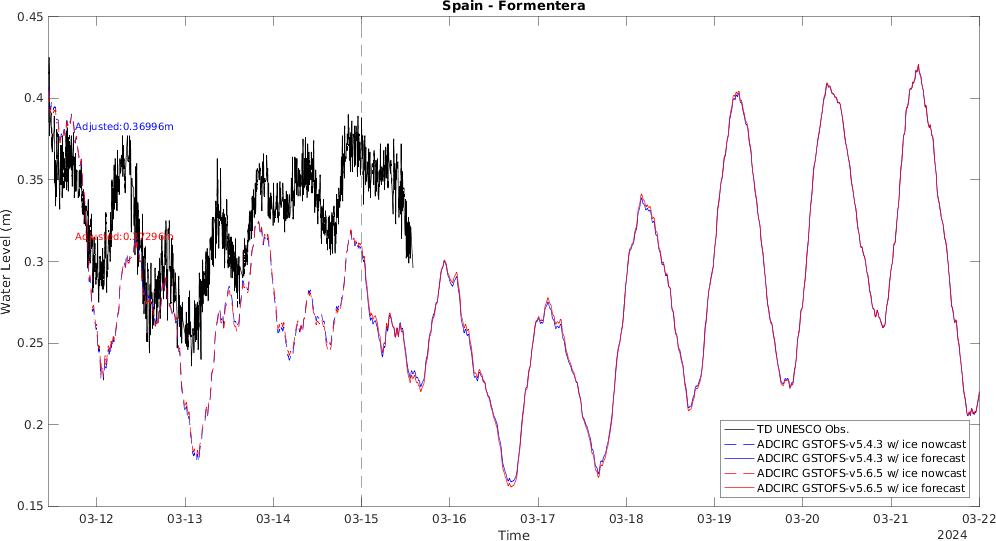 Spain - Formentera
0.45
0.4
0.35
0.3
0.25
0.2
0.15
Water Level (m)
Adjusted:0.36996m
03-12
03-13
03-14
03-15
03-16
03-17
03-18
03-19
03-20
03-21
03-22
Time
2024
TD UNESCO Obs.
ADCIRC GSTOFS-v5.4.3 w/ ice nowcast
ADCIRC GSTOFS-v5.4.3 w/ ice forecast
ADCIRC GSTOFS-v5.6.5 w/ ice nowcast
ADCIRC GSTOFS-v5.6.5 w/ ice forecast